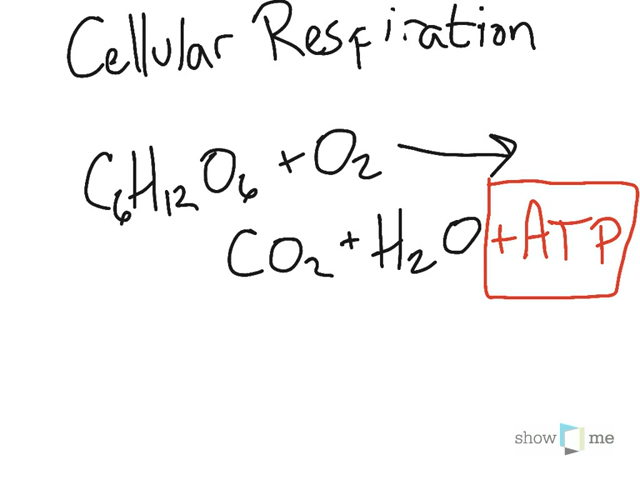 Cellular Respiration
C₆H₁₂O₆ + O₂ →
CO₂ + H₂O + ATP
show me